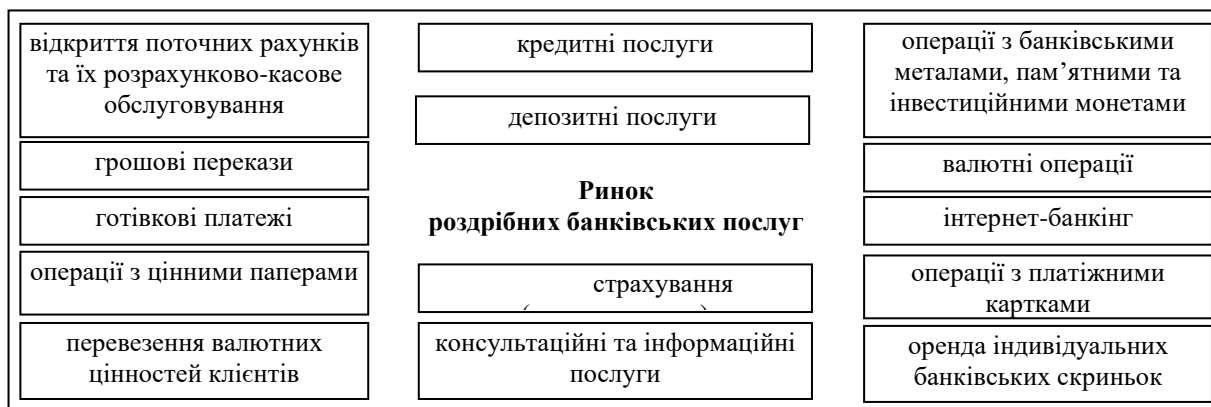 відкриття поточних рахунків
та їх розрахунково-касове
обслуговування
грошові перекази
готівкові платежі
операції з цінними паперами
перевезення валютних
цінностей клієнтів
кредитні послуги
депозитні послуги
Ринок
роздрібних банківських послуг
страхування
консультаційні та інформаційні
послуги
операції з банківськими
металами, пам’ятними та
інвестиційними монетами
валютні операції
інтернет-банкінг
операції з платіжними
картками
оренда індивідуальних
банківських скриньок